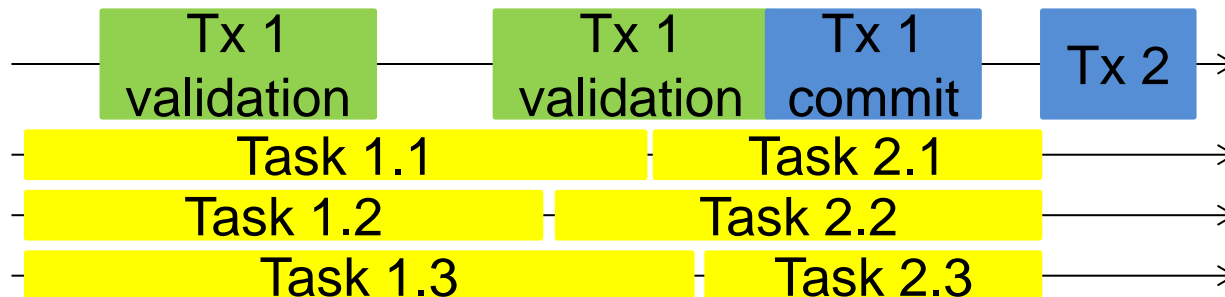 Tx 1 validation
Tx 1 validation
Tx 1 commit
Tx 2
Task 1.1
Task 2.1
Task 1.2
Task 2.2
Task 1.3
Task 2.3